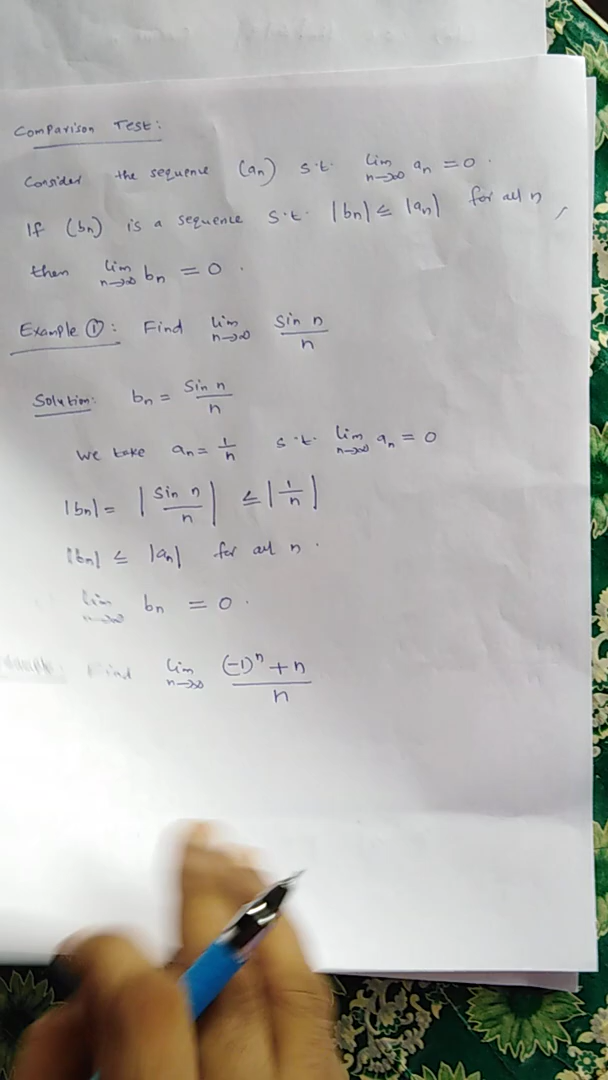 Comparison Test:
Consider the sequence (aₙ) s.t. lim n→∞ aₙ = 0.
If (bₙ) is a sequence s.t. |bₙ| ≤ |aₙ| for all n,
then lim n→∞ bₙ = 0.
Example ①: Find lim n→∞ Sin n / n
Solution: bₙ = Sin n / n
We take aₙ = 1/n s.t. lim n→∞ aₙ = 0
|bₙ| = |Sin n / n| ≤ |1/n|
|bₙ| ≤ |aₙ| for all n.
lim n→∞ bₙ = 0.
Find lim n→∞ (-1)ⁿ + n / n